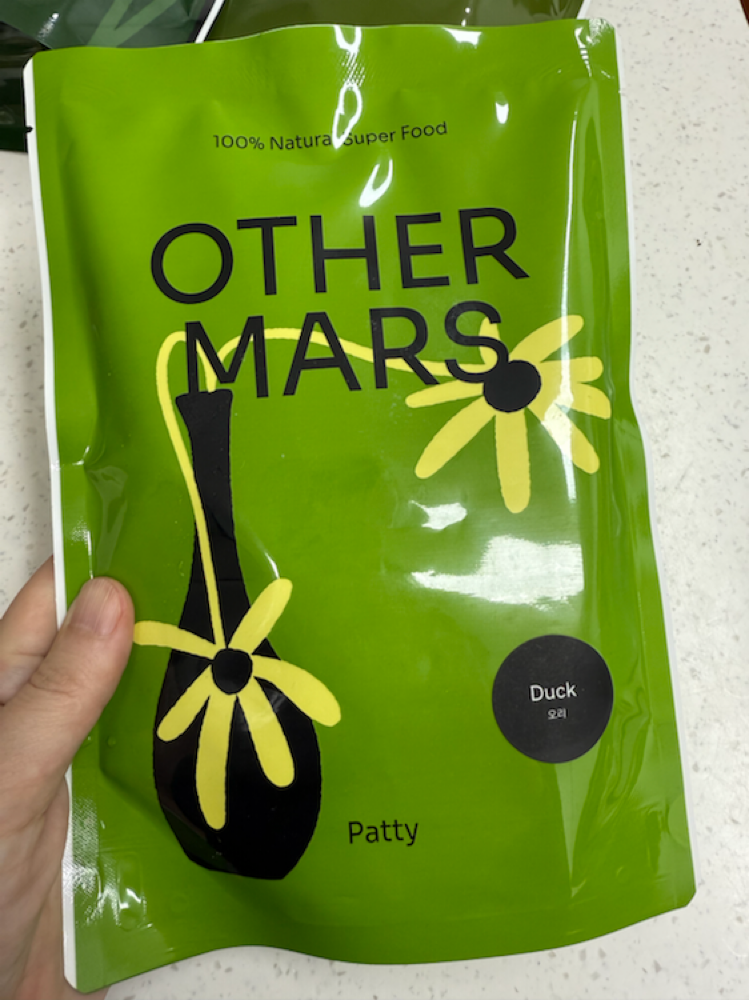 100% Natural Super Food
OTHER
MARS
Duck
오리
Patty